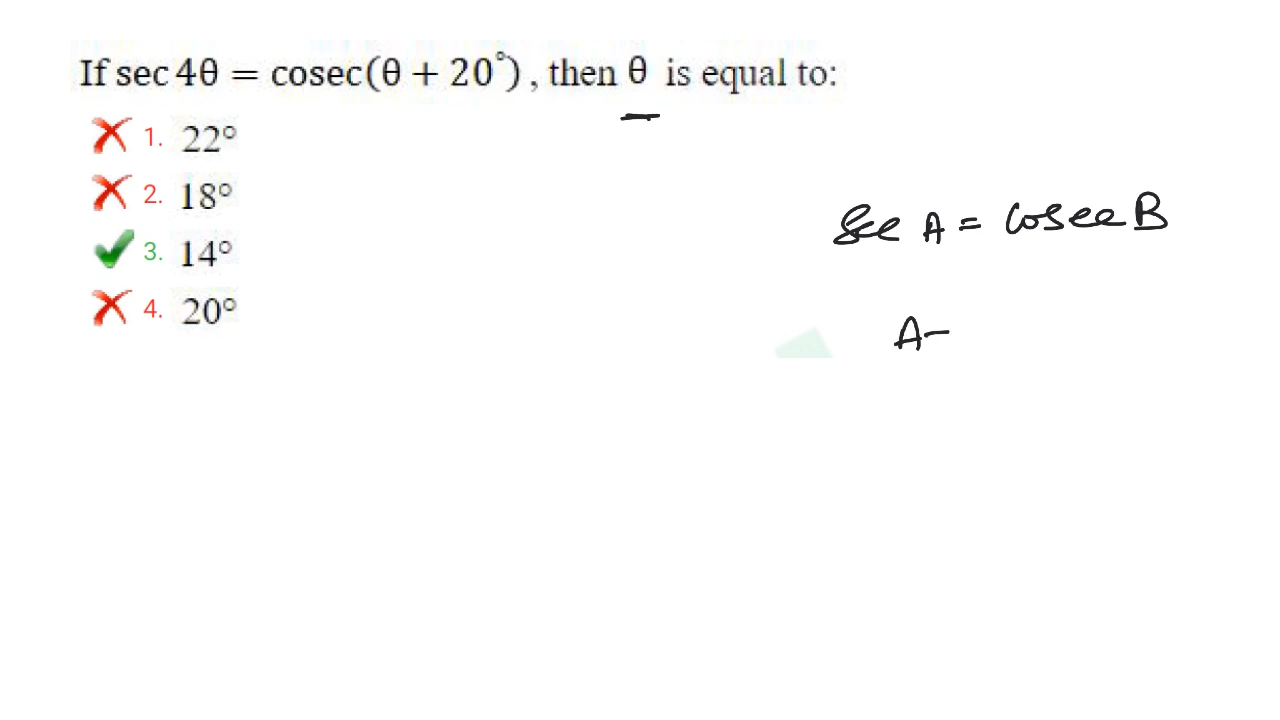 If sec 4θ = cosec(θ + 20°), then θ is equal to:
1. 22°
2. 18°
3. 14°
4. 20°
Sec A = Cosec B
A-